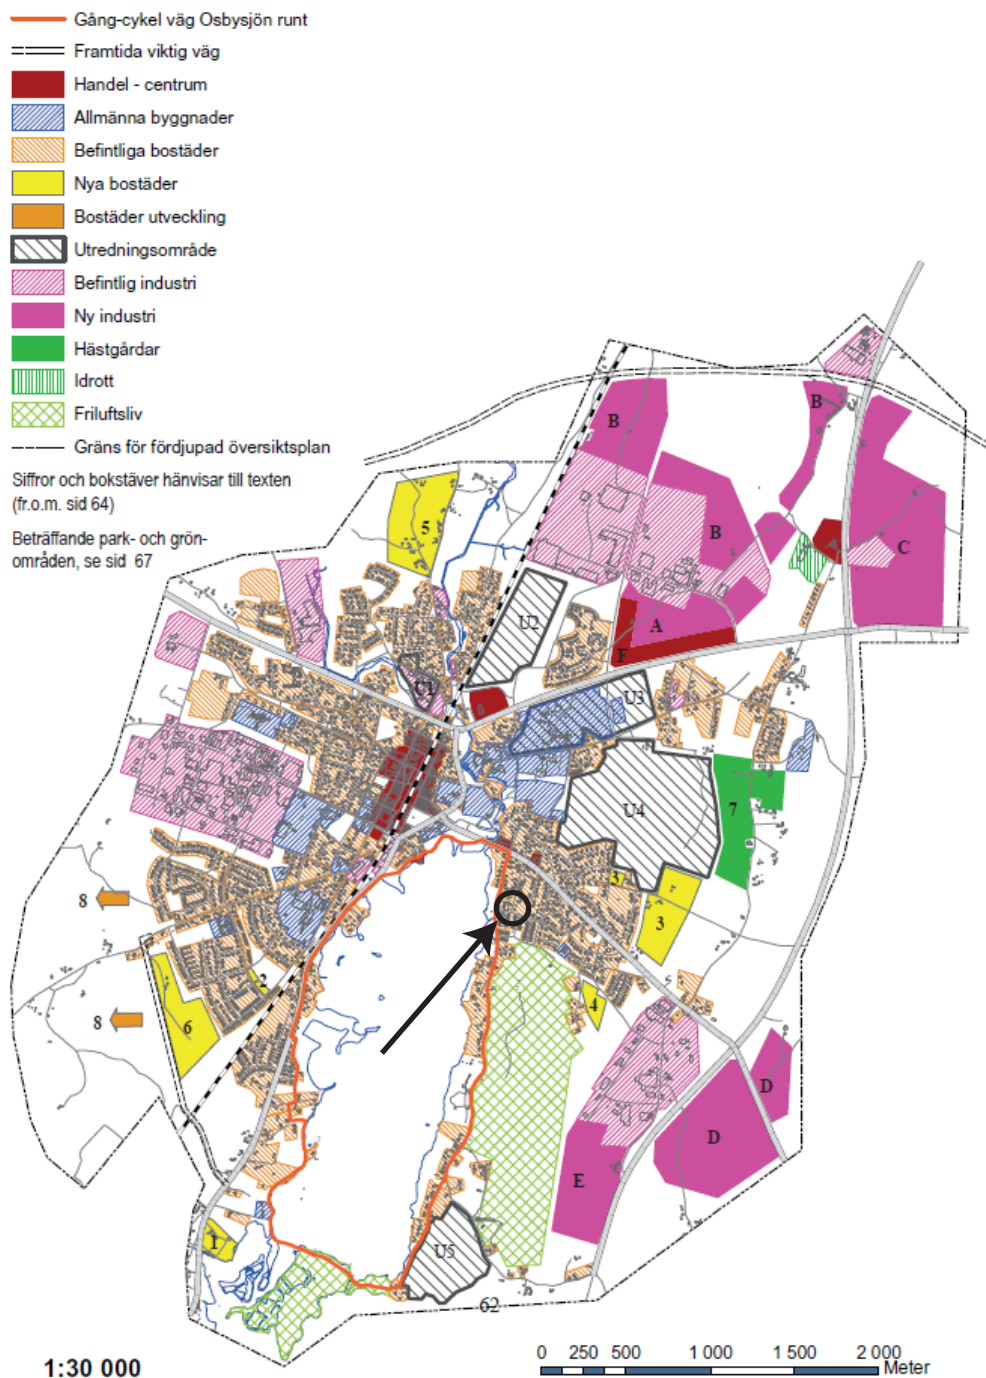 Gång-cykel väg Osbysjön runt
Framtida viktig väg
Handel - centrum
Allmänna byggnader
Befintliga bostäder
Nya bostäder
Bostäder utveckling
Utredningsområde
Befintlig industri
Ny industri
Hästgårdar
Idrott
Friluftsliv
Gräns för fördjupad översiktsplan
Siffror och bokstäver hänvisar till texten
(fr.o.m. sid 64)
Beträffande park- och grön-
områden, se sid 67
B
B
5
B
A
C
U2
A
F
U1
U3
U4
7
8
3
3
2
4
6
8
D
D
E
1
U5
62
1:30 000
0 250 500 1 000 1 500 2 000
Meter